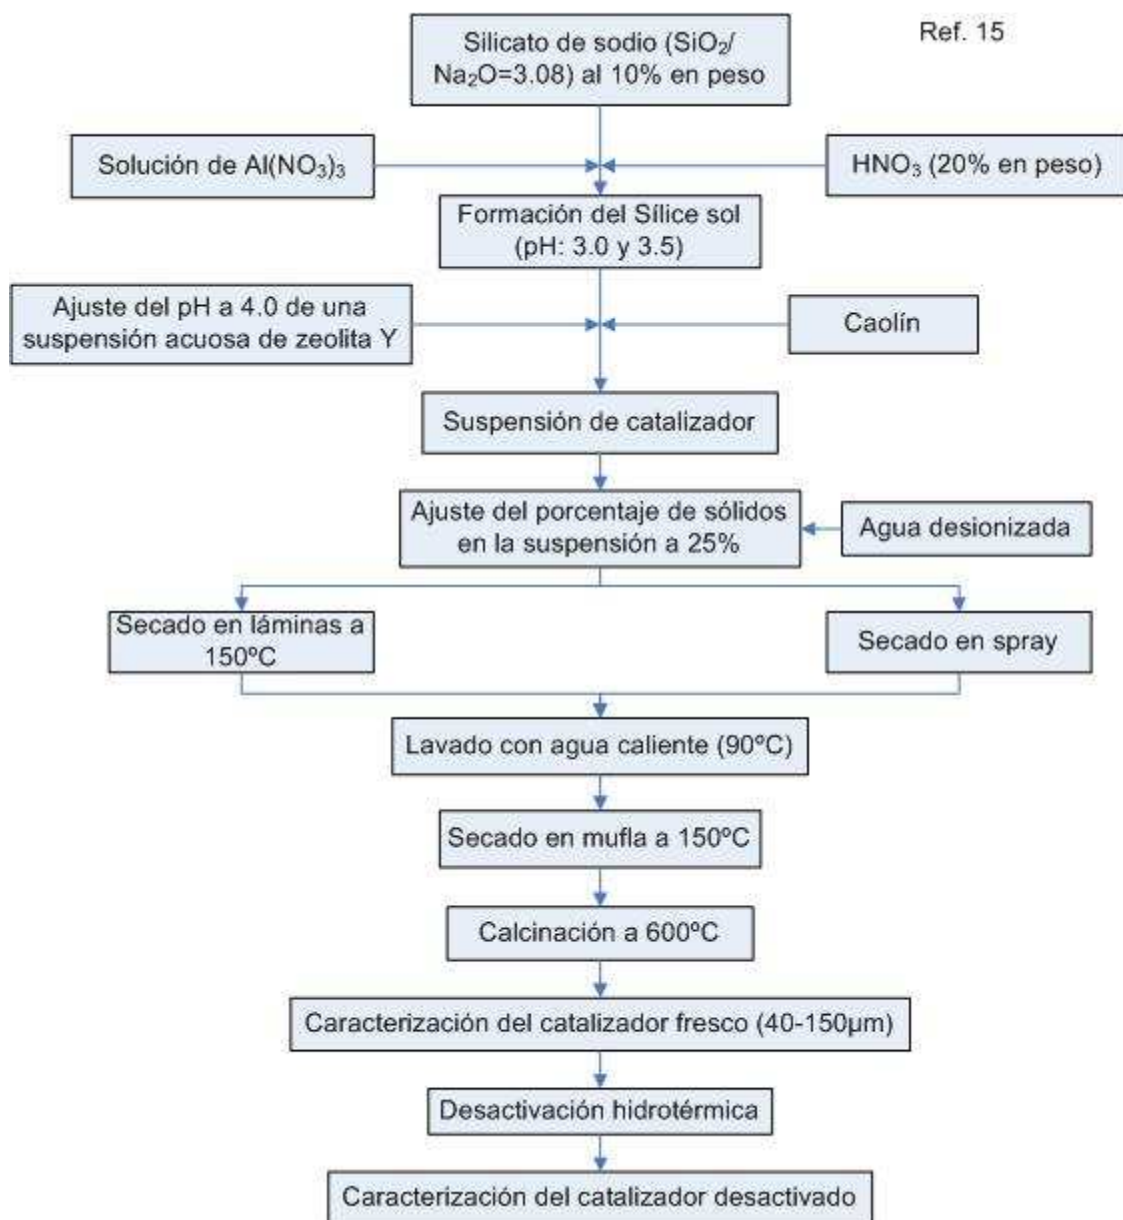 Ref. 15
Silicato de sodio (SiO₂/
Na₂O=3.08) al 10% en peso
Solución de Al(NO₃)₃
HNO₃ (20% en peso)
Formación del Sílice sol
(pH: 3.0 y 3.5)
Ajuste del pH a 4.0 de una
suspensión acuosa de zeolita Y
Caolín
Suspensión de catalizador
Ajuste del porcentaje de sólidos
en la suspensión a 25%
Agua desionizada
Secado en láminas a
150ºC
Secado en spray
Lavado con agua caliente (90ºC)
Secado en mufla a 150ºC
Calcinación a 600ºC
Caracterización del catalizador fresco (40-150µm)
Desactivación hidrotérmica
Caracterización del catalizador desactivado